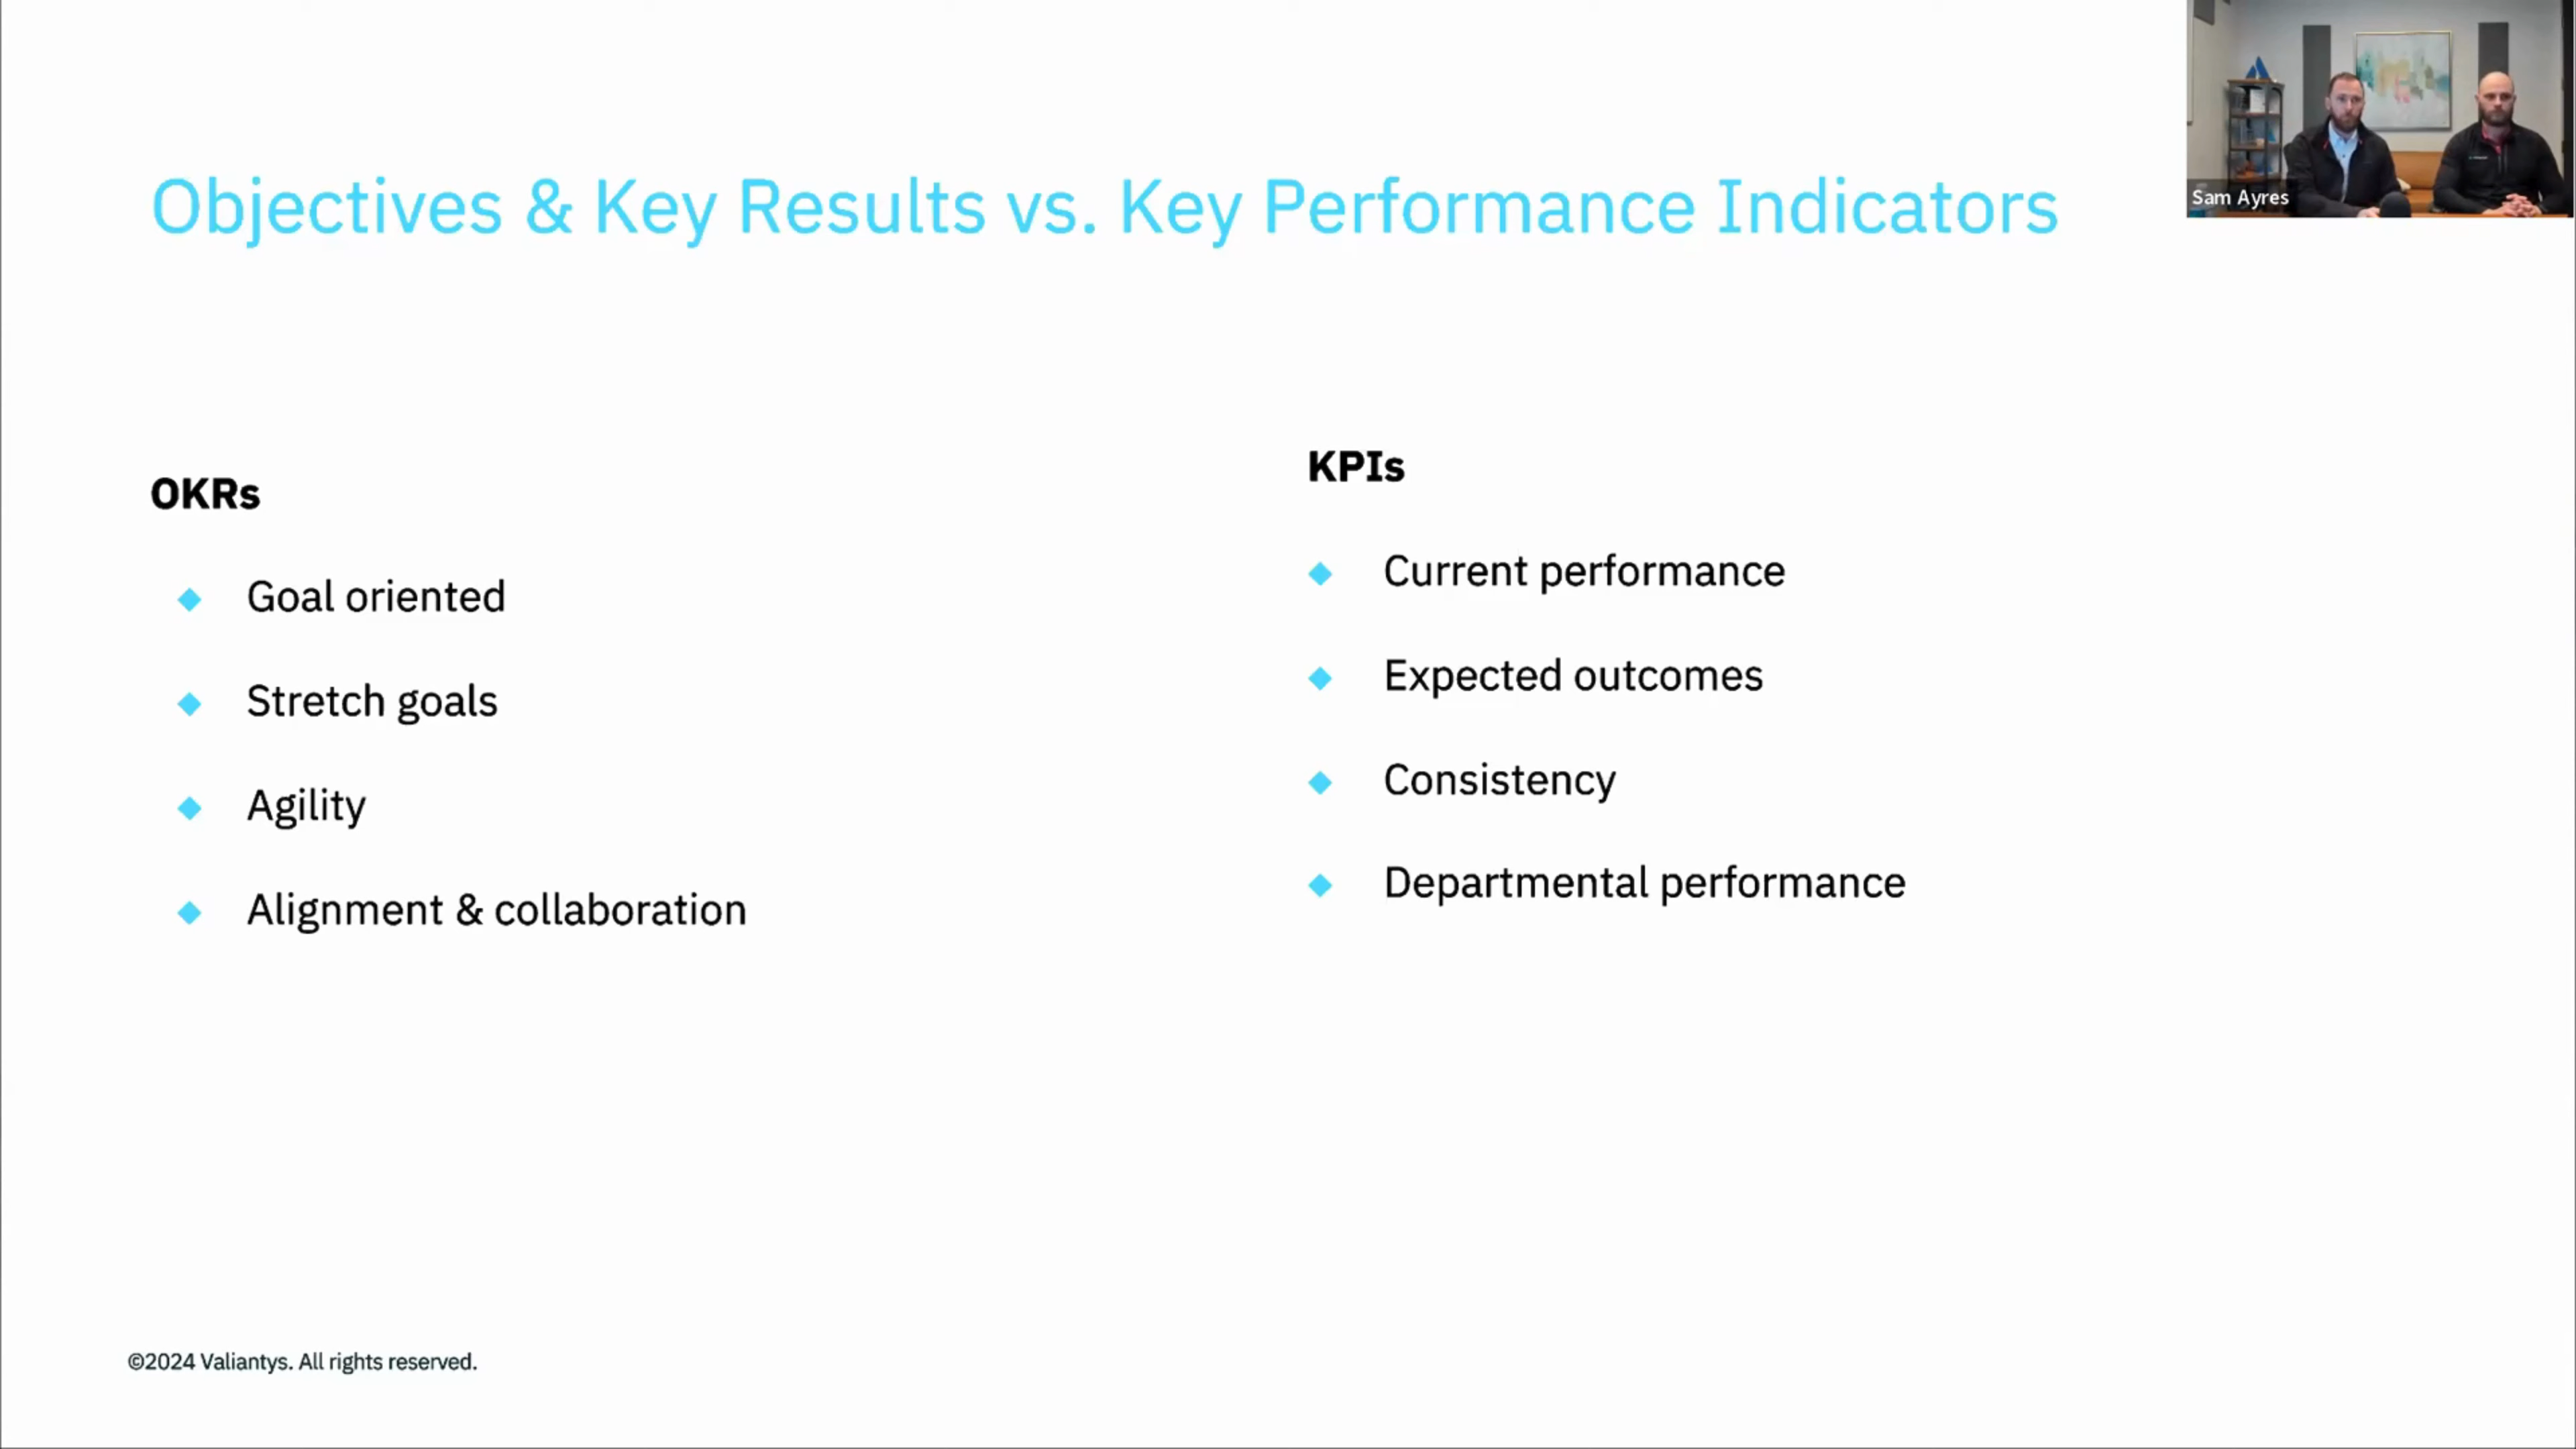 Objectives & Key Results vs. Key Performance Indicators
Sam Ayres
OKRs
Goal oriented
Stretch goals
Agility
Alignment & collaboration
KPIs
Current performance
Expected outcomes
Consistency
Departmental performance
©2024 Valiantys. All rights reserved.